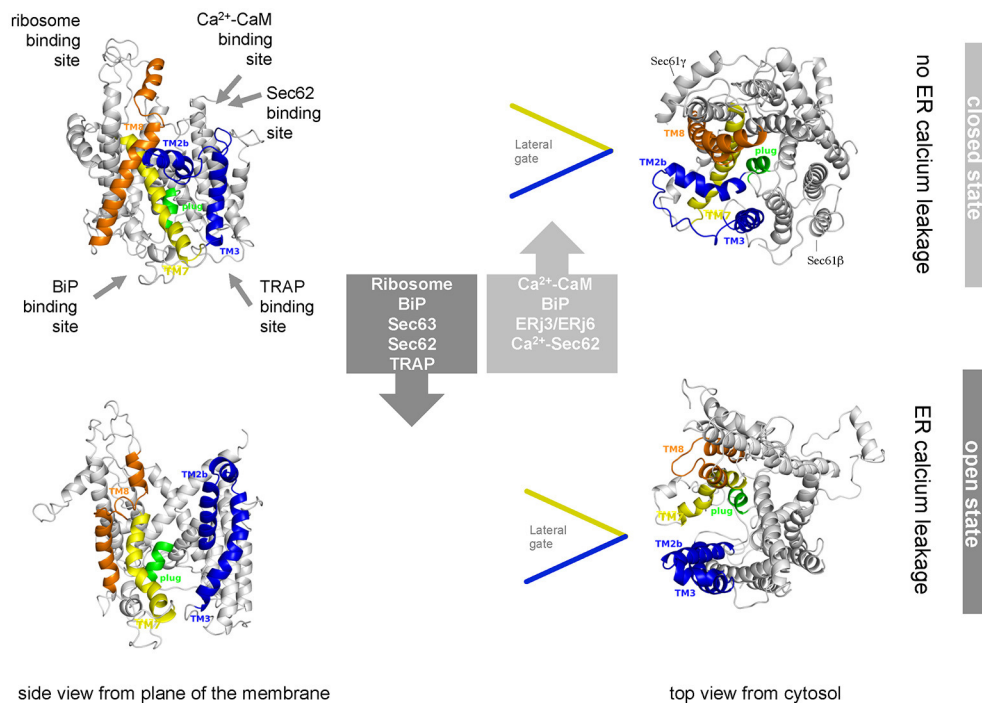 ribosome
binding
site
Ca²⁺-CaM
binding
site
Sec62
binding
site
TM8
TM2b
plug
TM7
TM3
BiP
binding
site
TRAP
binding
site
Lateral
gate
Sec61γ
TM8
plug
TM2b
TM7
TM3
Sec61β
no ER calcium leakage
closed state
Ribosome
BiP
Sec63
Sec62
TRAP
Ca²⁺-CaM
BiP
ERj3/ERj6
Ca²⁺-Sec62
TM2b
TM8
plug
TM7
TM3
Lateral
gate
TM8
plug
TM7
TM2b
TM3
ER calcium leakage
open state
side view from plane of the membrane
top view from cytosol